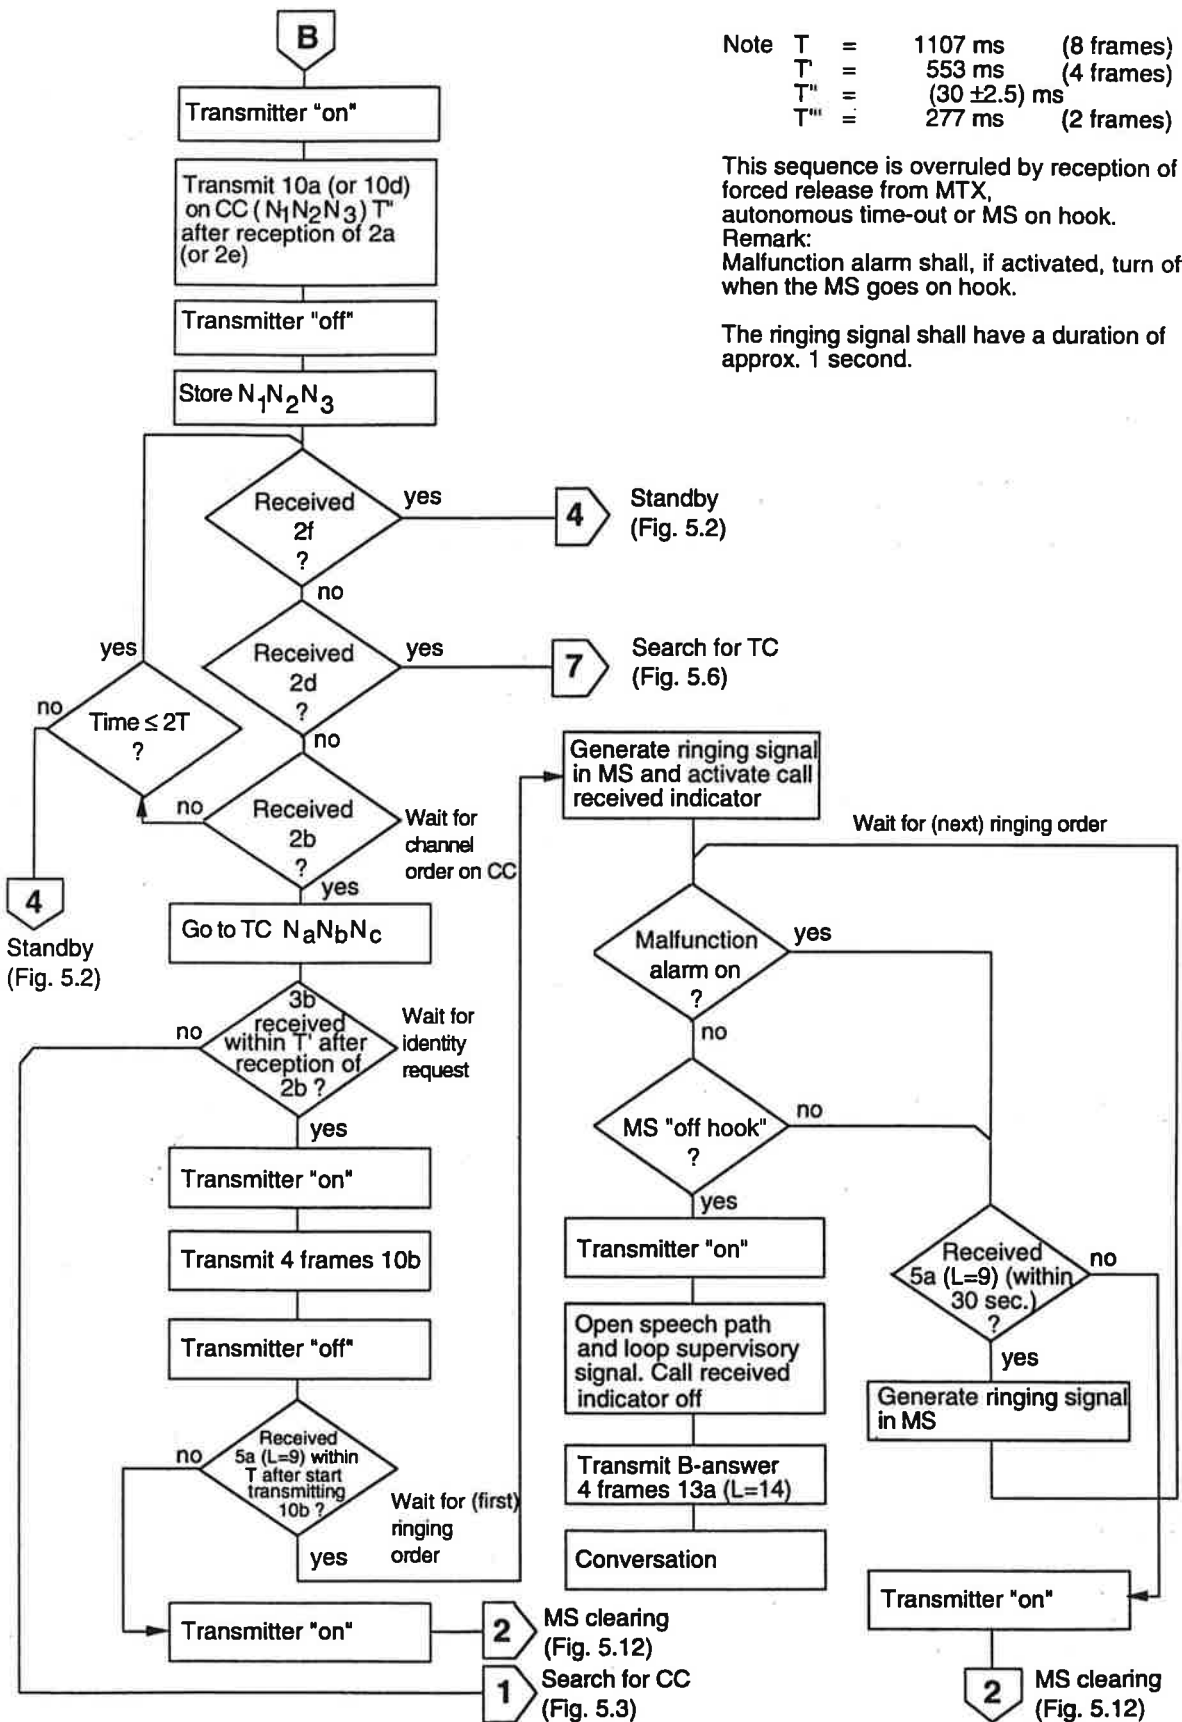 B
Note T = 1107 ms (8 frames)
T' = 553 ms (4 frames)
T" = (30 ±2.5) ms
T"' = 277 ms (2 frames)
This sequence is overruled by reception of
forced release from MTX,
autonomous time-out or MS on hook.
Remark:
Malfunction alarm shall, if activated, turn of
when the MS goes on hook.
The ringing signal shall have a duration of
approx. 1 second.
Transmitter "on"
Transmit 10a (or 10d)
on CC (N1N2N3) T"
after reception of 2a
(or 2e)
Transmitter "off"
Store N1N2N3
Received
2f
?
yes
4
Standby
(Fig. 5.2)
no
Received
2d
?
yes
7
Search for TC
(Fig. 5.6)
no
yes
no
Time ≤ 2T
?
4
Standby
(Fig. 5.2)
no
Received
2b
?
Wait for
channel
order on CC
yes
Go to TC NaNbNc
no
3b
received
within T' after
reception of
2b ?
Wait for
identity
request
yes
Transmitter "on"
Transmit 4 frames 10b
Transmitter "off"
no
Received
5a (L=9) within
T after start
transmitting
10b ?
Wait for (first)
ringing
order
yes
Transmitter "on"
2
MS clearing
(Fig. 5.12)
1
Search for CC
(Fig. 5.3)
Generate ringing signal
in MS and activate call
received indicator
Wait for (next) ringing order
Malfunction
alarm on
?
yes
no
MS "off hook"
?
no
yes
Transmitter "on"
Open speech path
and loop supervisory
signal. Call received
indicator off
Transmit B-answer
4 frames 13a (L=14)
Conversation
Received
5a (L=9) (within
30 sec.)
?
no
yes
Generate ringing signal
in MS
Transmitter "on"
2
MS clearing
(Fig. 5.12)